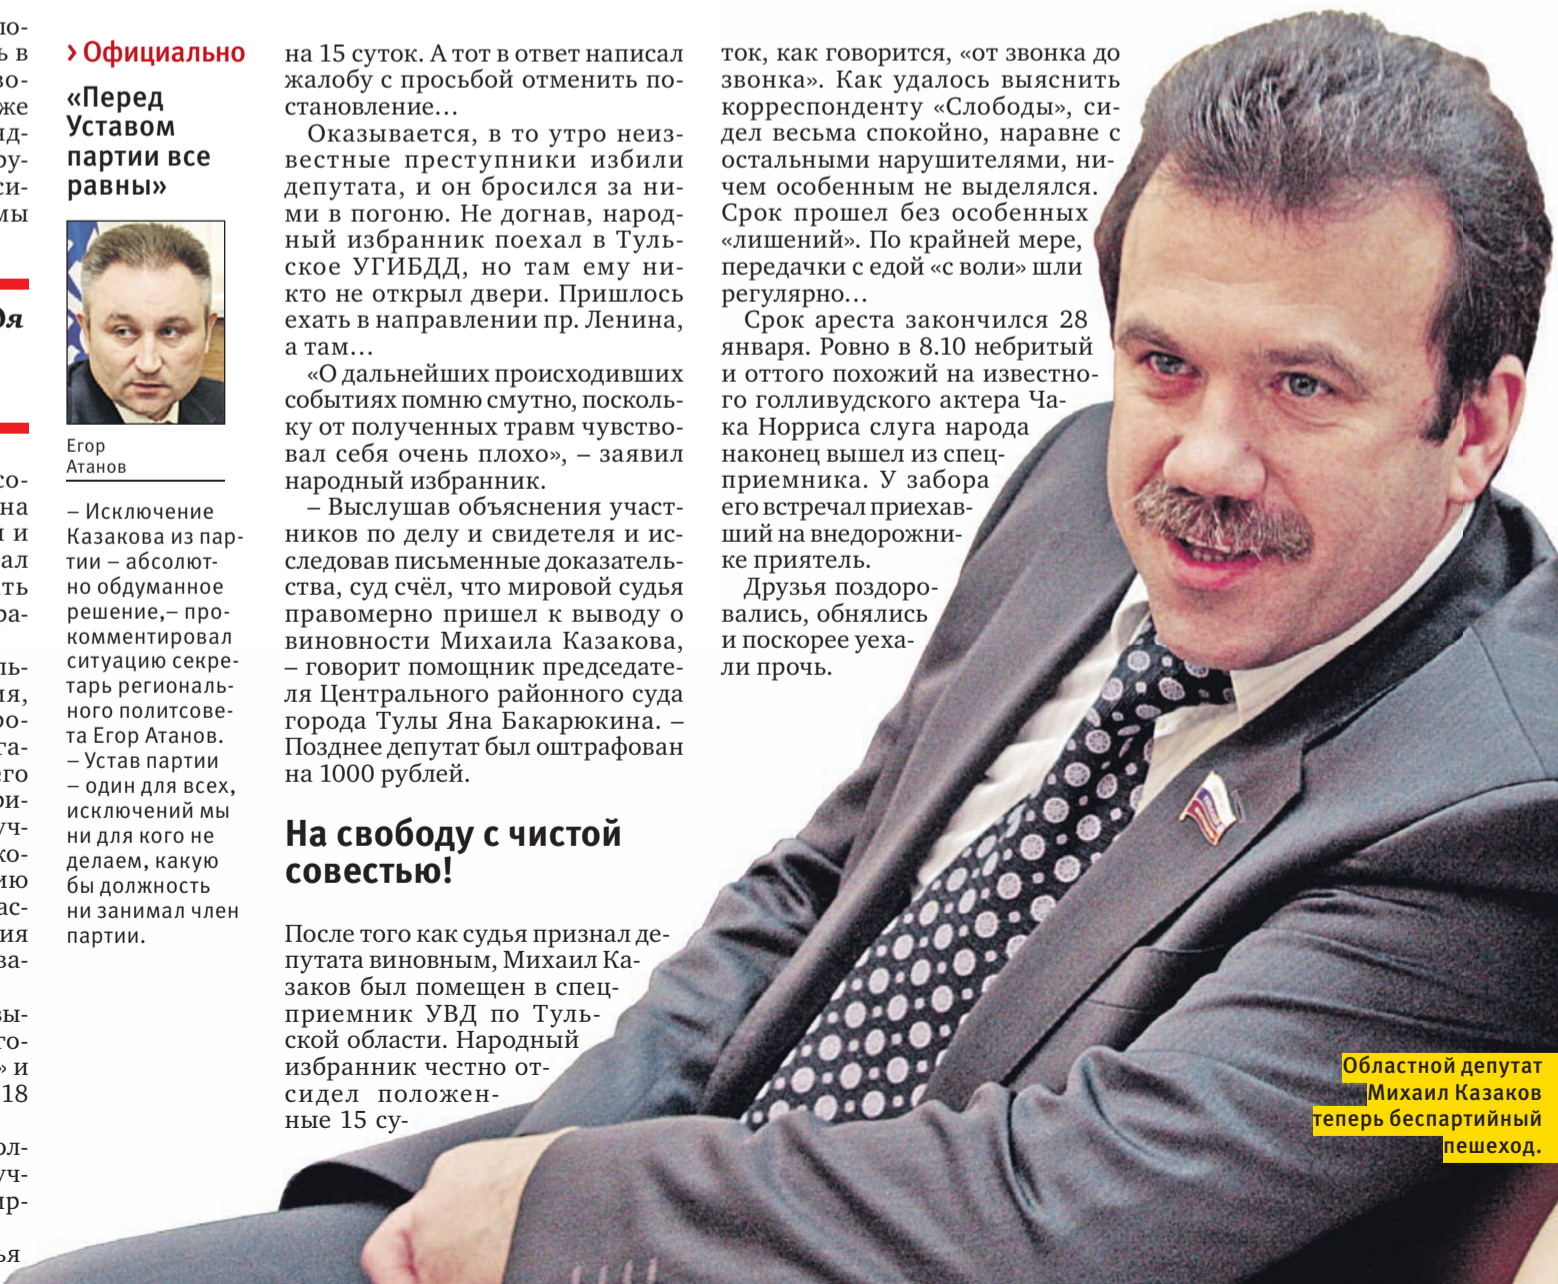 › Официально
«Перед
Уставом
партии все
равны»
Егор
Атанов
– Исключение
Казакова из пар-
тии – абсолют-
но обдуманное
решение,– про-
комментировал
ситуацию секре-
тарь региональ-
ного политсове-
та Егор Атанов.
– Устав партии
– один для всех,
исключений мы
ни для кого не
делаем, какую
бы должность
ни занимал член
партии.
на 15 суток. А тот в ответ написал
жалобу с просьбой отменить по-
становление…
Оказывается, в то утро неиз-
вестные преступники избили
депутата, и он бросился за ни-
ми в погоню. Не догнав, народ-
ный избранник поехал в Туль-
ское УГИБДД, но там ему ни-
кто не открыл двери. Пришлось
ехать в направлении пр. Ленина,
а там…
«О дальнейших происходивших
событиях помню смутно, посколь-
ку от полученных травм чувство-
вал себя очень плохо», – заявил
народный избранник.
– Выслушав объяснения участ-
ников по делу и свидетеля и ис-
следовав письменные доказатель-
ства, суд счёл, что мировой судья
правомерно пришел к выводу о
виновности Михаила Казакова,
– говорит помощник председате-
ля Центрального районного суда
города Тулы Яна Бакарюкина. –
Позднее депутат был оштрафован
на 1000 рублей.
На свободу с чистой
совестью!
После того как судья признал де-
путата виновным, Михаил Ка-
заков был помещен в спец-
приемник УВД по Туль-
ской области. Народный
избранник честно от-
сидел положен-
ные 15 су-
ток, как говорится, «от звонка до
звонка». Как удалось выяснить
корреспонденту «Слободы», си-
дел весьма спокойно, наравне с
остальными нарушителями, ни-
чем особенным не выделялся.
Срок прошел без особенных
«лишений». По крайней мере,
передачки с едой «с воли» шли
регулярно…
Срок ареста закончился 28
января. Ровно в 8.10 небритый
и оттого похожий на известно-
го голливудского актера Ча-
ка Норриса слуга народа
наконец вышел из спец-
приемника. У забора
его встречал приехав-
ший на внедорожни-
ке приятель.
Друзья поздоро-
вались, обнялись
и поскорее уеха-
ли прочь.
Областной депутат
Михаил Казаков
теперь беспартийный
пешеход.